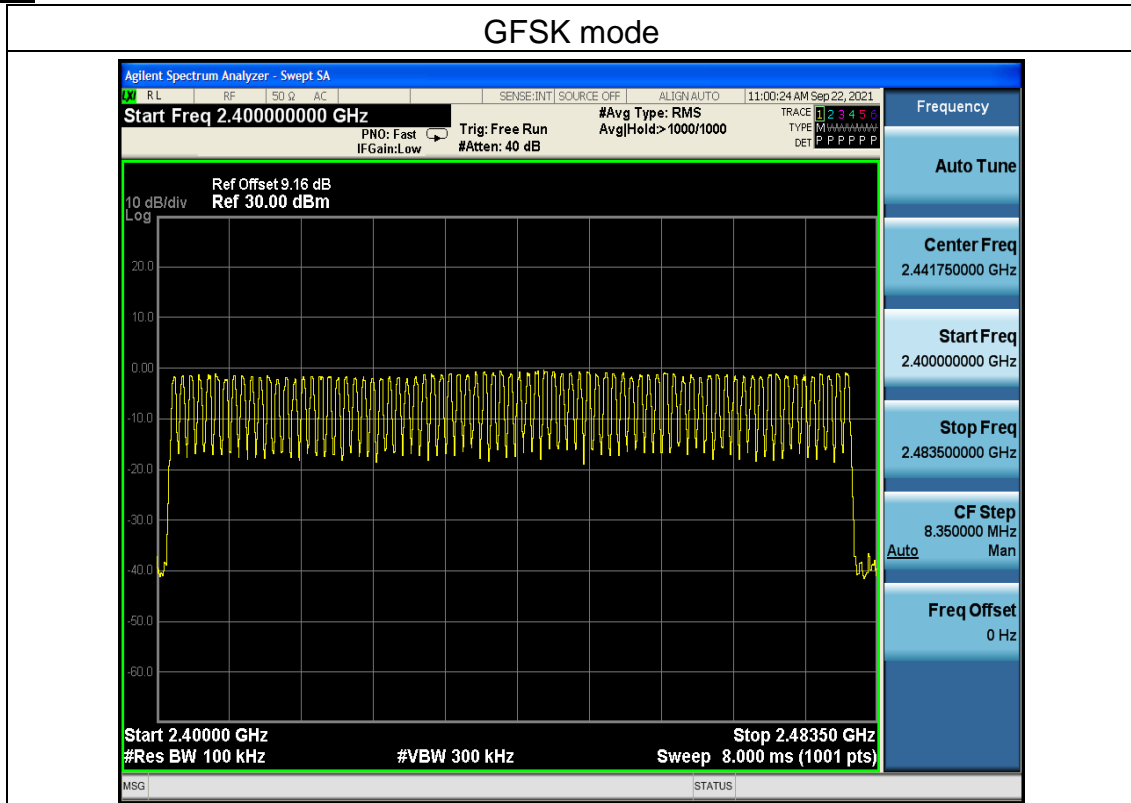 GFSK mode
Agilent Spectrum Analyzer - Swept SA
LXI RL RF 50 Ω AC SENSE:INT SOURCE OFF ALIGN AUTO 11:00:24 AM Sep 22, 2021
Start Freq 2.400000000 GHz #Avg Type: RMS TRACE 1 2 3 4 5 6
PNO: Fast Trig: Free Run Avg|Hold:>1000/1000 TYPE M WWWWW
IFGain:Low #Atten: 40 dB DET P P P P P P
Ref Offset 9.16 dB
10 dB/div Ref 30.00 dBm
Log
20.0
10.0
0.00
-10.0
-20.0
-30.0
-40.0
-50.0
-60.0
Start 2.40000 GHz Stop 2.48350 GHz
#Res BW 100 kHz #VBW 300 kHz Sweep 8.000 ms (1001 pts)
MSG STATUS
Frequency
Auto Tune
Center Freq
2.441750000 GHz
Start Freq
2.400000000 GHz
Stop Freq
2.483500000 GHz
CF Step
8.350000 MHz
Auto Man
Freq Offset
0 Hz